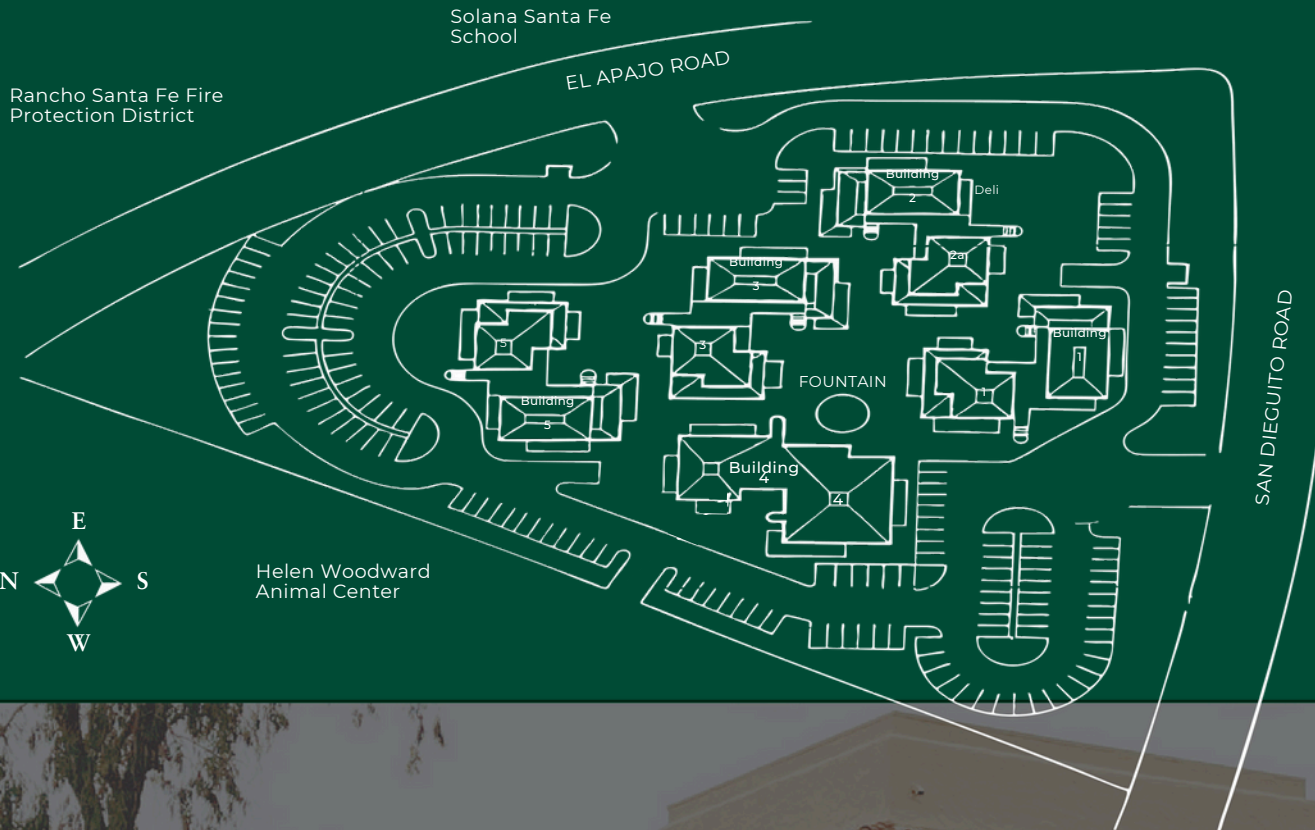 Solana Santa Fe
School
EL APAJO ROAD
Rancho Santa Fe Fire
Protection District
Building
2
Deli
2a
Building
3
3
Building
1
1
5
Building
5
FOUNTAIN
Building
4
4
SAN DIEGUITO ROAD
E
N
S
W
Helen Woodward
Animal Center